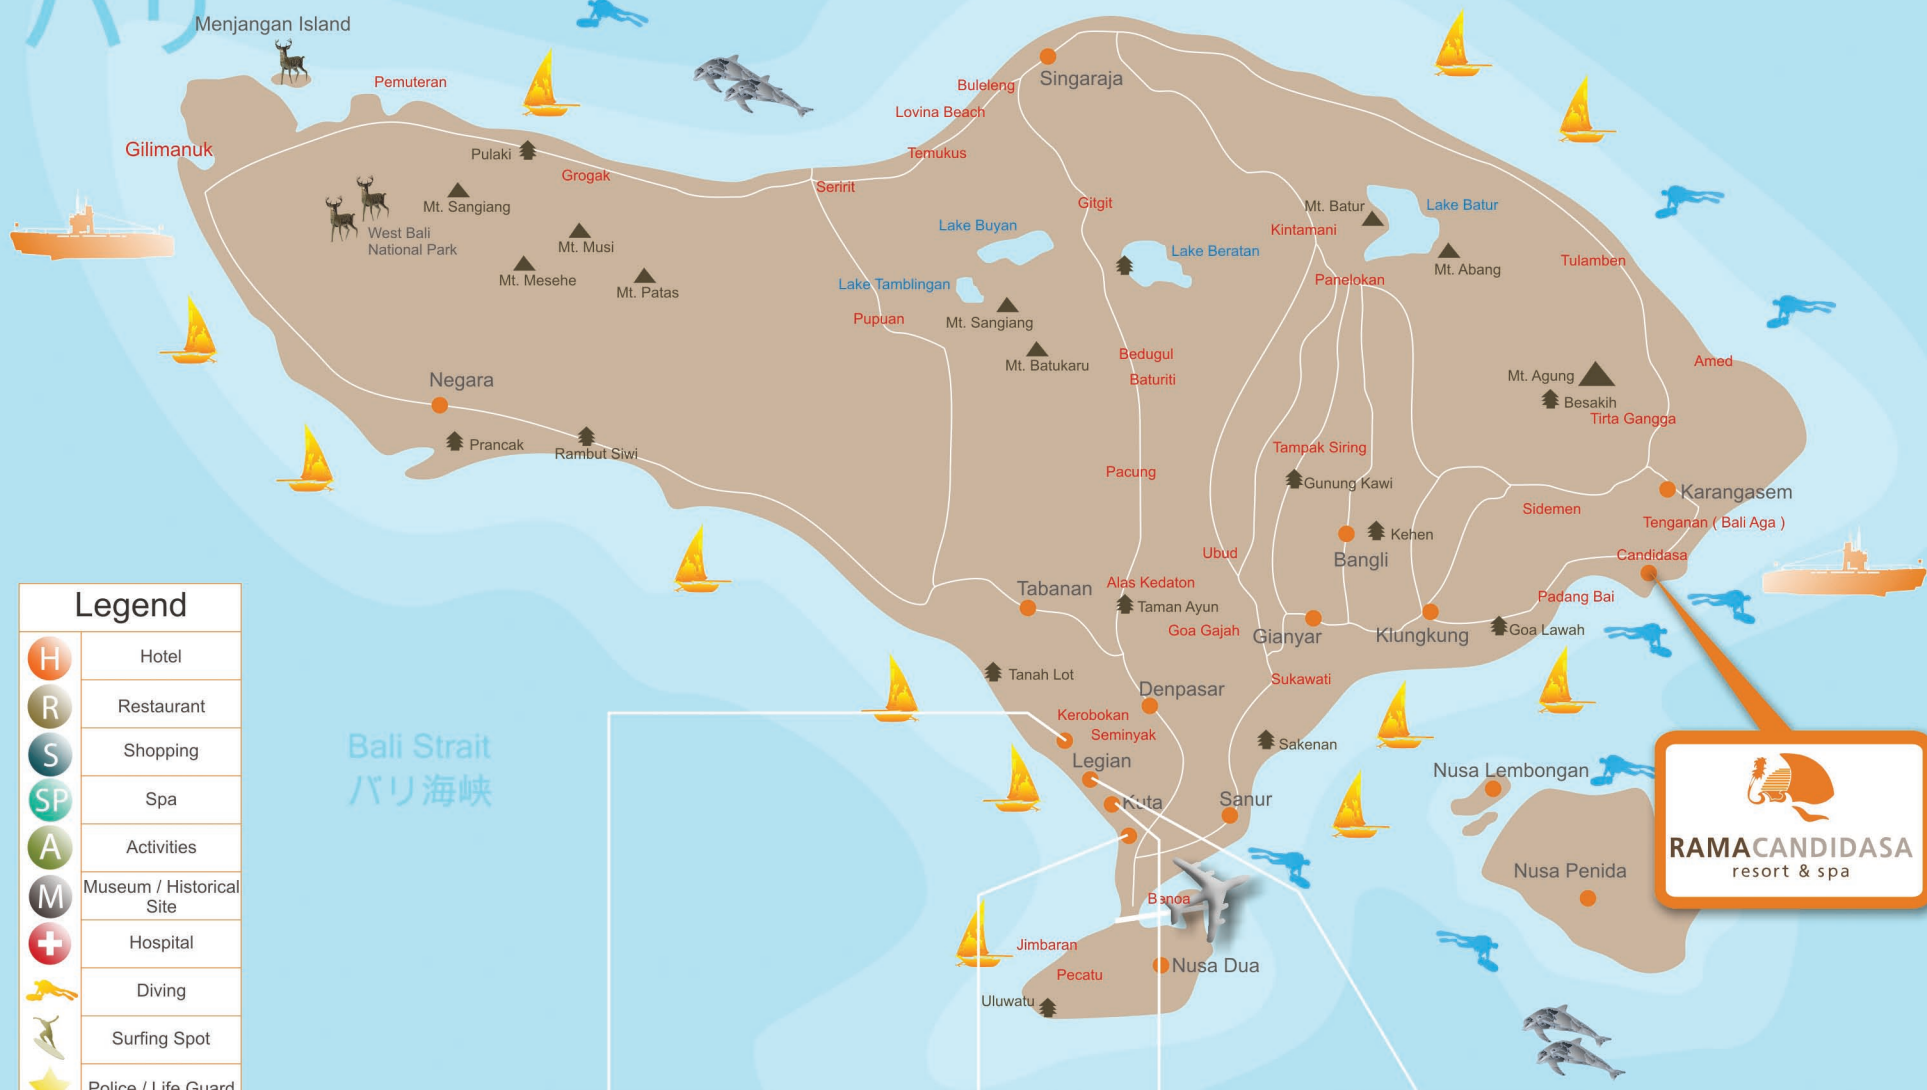 バリ
Menjangan Island
Pemuteran
Gilimanuk
Pulaki
Grogak
Mt. Sangiang
West Bali
National Park
Mt. Musi
Mt. Mesehe
Mt. Patas
Singaraja
Buleleng
Lovina Beach
Temukus
Seririt
Gitgit
Lake Buyan
Lake Beratan
Lake Tamblingan
Pupuan
Mt. Sangiang
Mt. Batukaru
Bedugul
Baturiti
Mt. Batur
Lake Batur
Kintamani
Mt. Abang
Panelokan
Tulamben
Amed
Mt. Agung
Besakih
Tirta Gangga
Negara
Prancak
Rambut Siwi
Pacung
Tampak Siring
Gunung Kawi
Kehen
Bangli
Sidemen
Karangasem
Tenganan ( Bali Aga )
Candidasa
Padang Bai
Ubud
Tabanan
Alas Kedaton
Taman Ayun
Goa Gajah
Gianyar
Klungkung
Goa Lawah
Tanah Lot
Sukawati
Denpasar
Kerobokan
Seminyak
Sakenan
Legian
Kuta
Sanur
Nusa Lembongan
Nusa Penida
RAMACANDIDASA
resort & spa
Jimbaran
Pecatu
Nusa Dua
Uluwatu
Bali Strait
バリ海峡
Legend
H Hotel
R Restaurant
S Shopping
SP Spa
A Activities
M Museum / Historical
Site
Hospital
Diving
Surfing Spot
Police / Life Guard